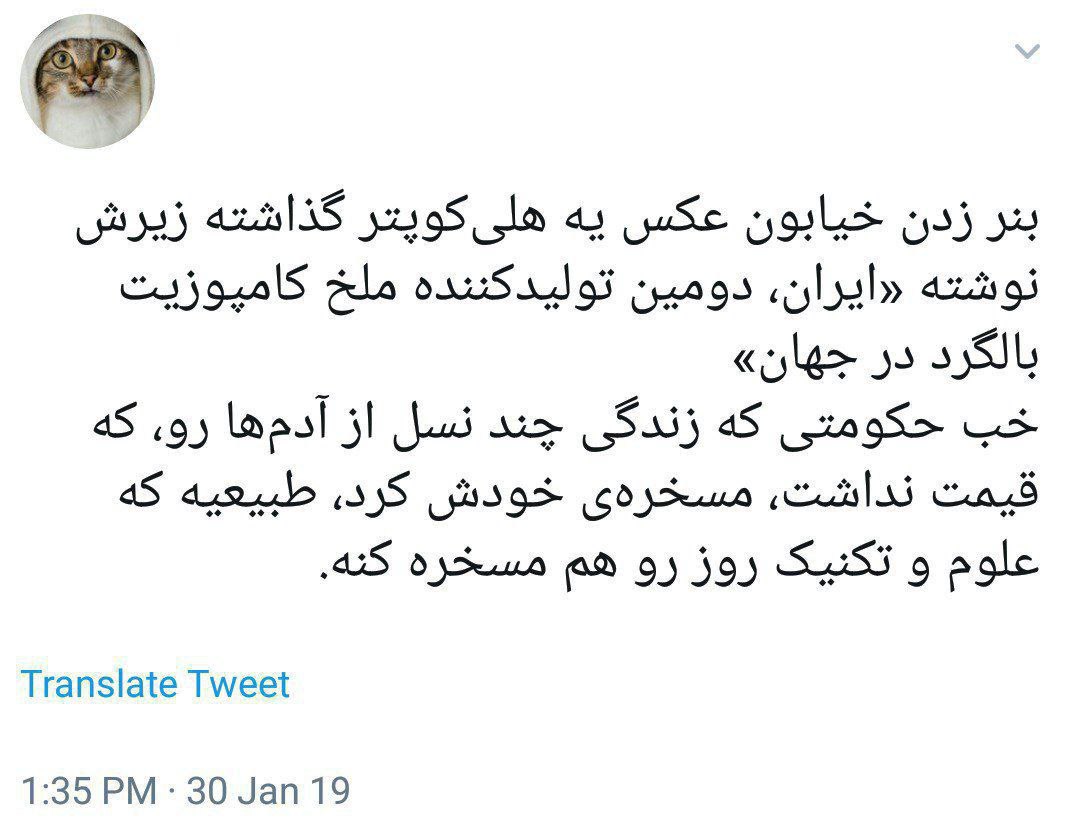 بنر زدن خیابون عکس یه هلی‌کوپتر گذاشته زیرش
نوشته «ایران، دومین تولیدکننده ملخ کامپوزیت
بالگرد در جهان»
خب حکومتی که زندگی چند نسل از آدم‌ها رو، که
قیمت نداشت، مسخره‌ی خودش کرد، طبیعیه که
علوم و تکنیک روز رو هم مسخره کنه.
Translate Tweet
1:35 PM · 30 Jan 19